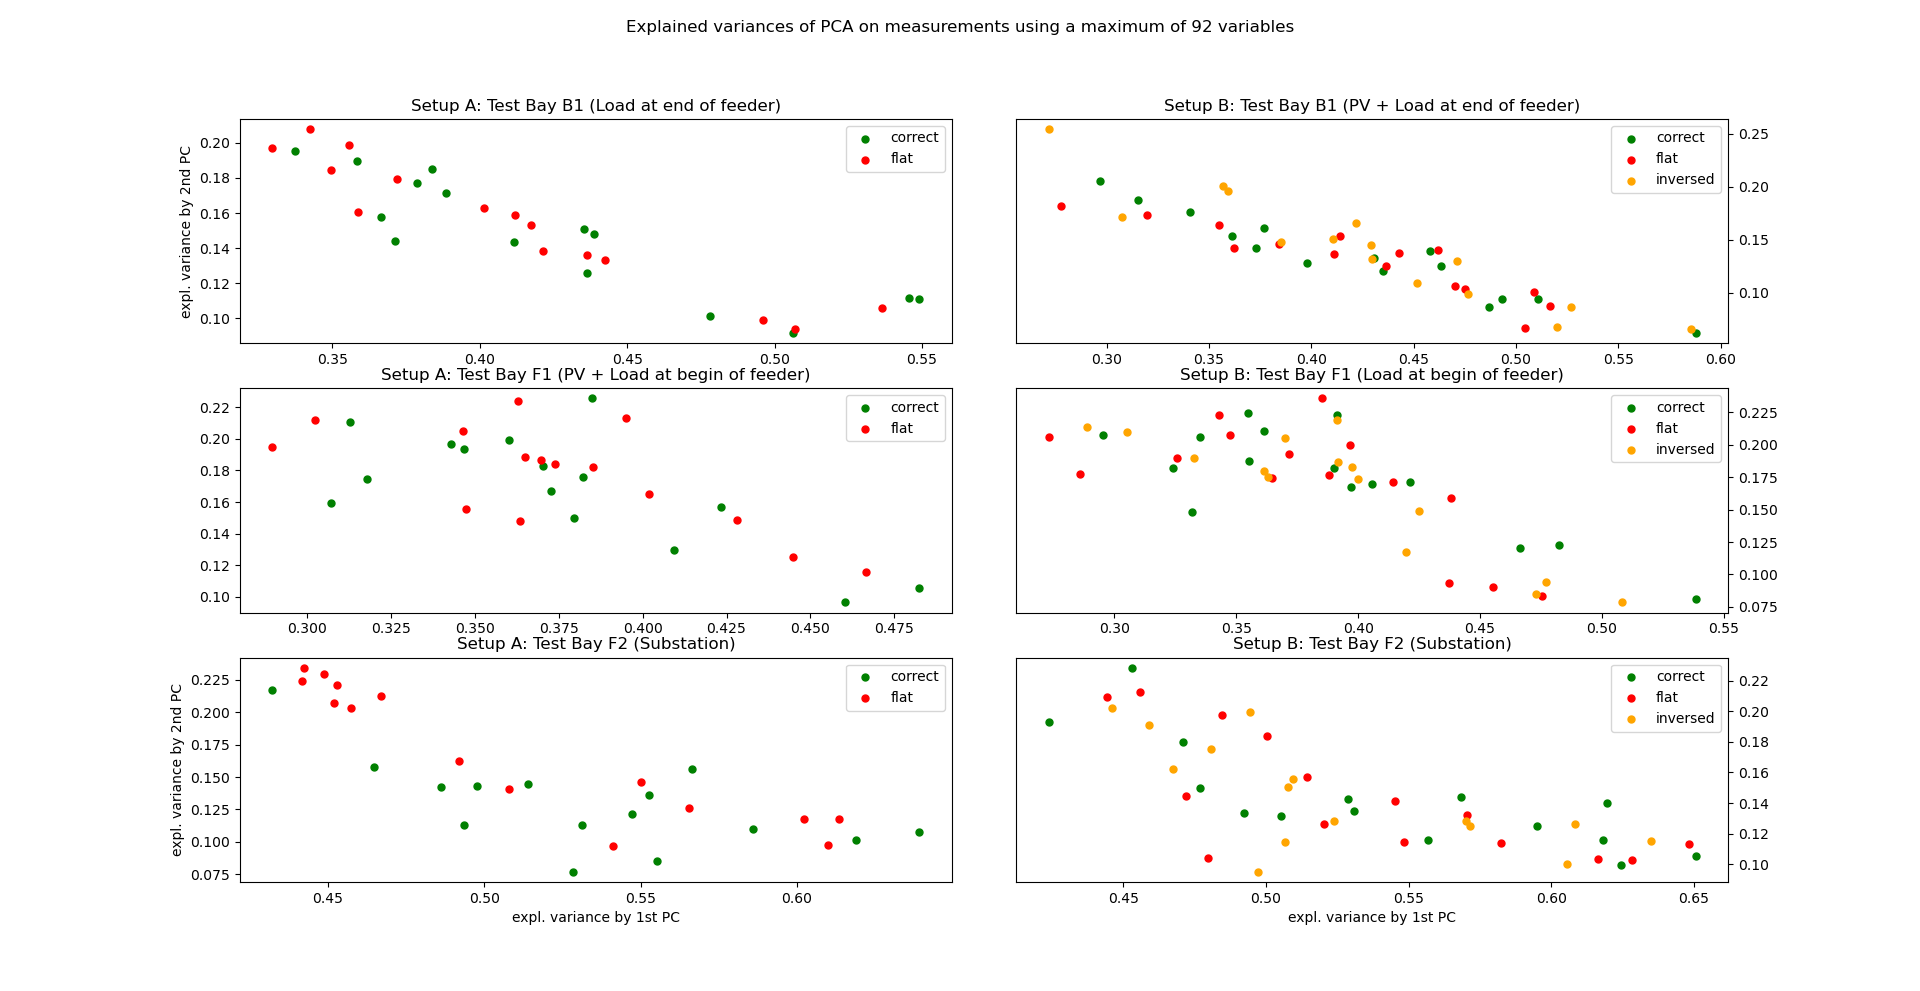 Explained variances of PCA on measurements using a maximum of 92 variables
Setup A: Test Bay B1 (Load at end of feeder)
expl. variance by 2nd PC
0.20
0.18
0.16
0.14
0.12
0.10
correct
flat
0.35 0.40 0.45 0.50 0.55
Setup B: Test Bay B1 (PV + Load at end of feeder)
correct
flat
inversed
0.25
0.20
0.15
0.10
0.30 0.35 0.40 0.45 0.50 0.55 0.60
Setup A: Test Bay F1 (PV + Load at begin of feeder)
0.22
0.20
0.18
0.16
0.14
0.12
0.10
correct
flat
0.300 0.325 0.350 0.375 0.400 0.425 0.450 0.475
Setup B: Test Bay F1 (Load at begin of feeder)
correct
flat
inversed
0.225
0.200
0.175
0.150
0.125
0.100
0.075
0.30 0.35 0.40 0.45 0.50 0.55
Setup A: Test Bay F2 (Substation)
expl. variance by 2nd PC
0.225
0.200
0.175
0.150
0.125
0.100
0.075
correct
flat
0.45 0.50 0.55 0.60
expl. variance by 1st PC
Setup B: Test Bay F2 (Substation)
correct
flat
inversed
0.22
0.20
0.18
0.16
0.14
0.12
0.10
0.45 0.50 0.55 0.60 0.65
expl. variance by 1st PC